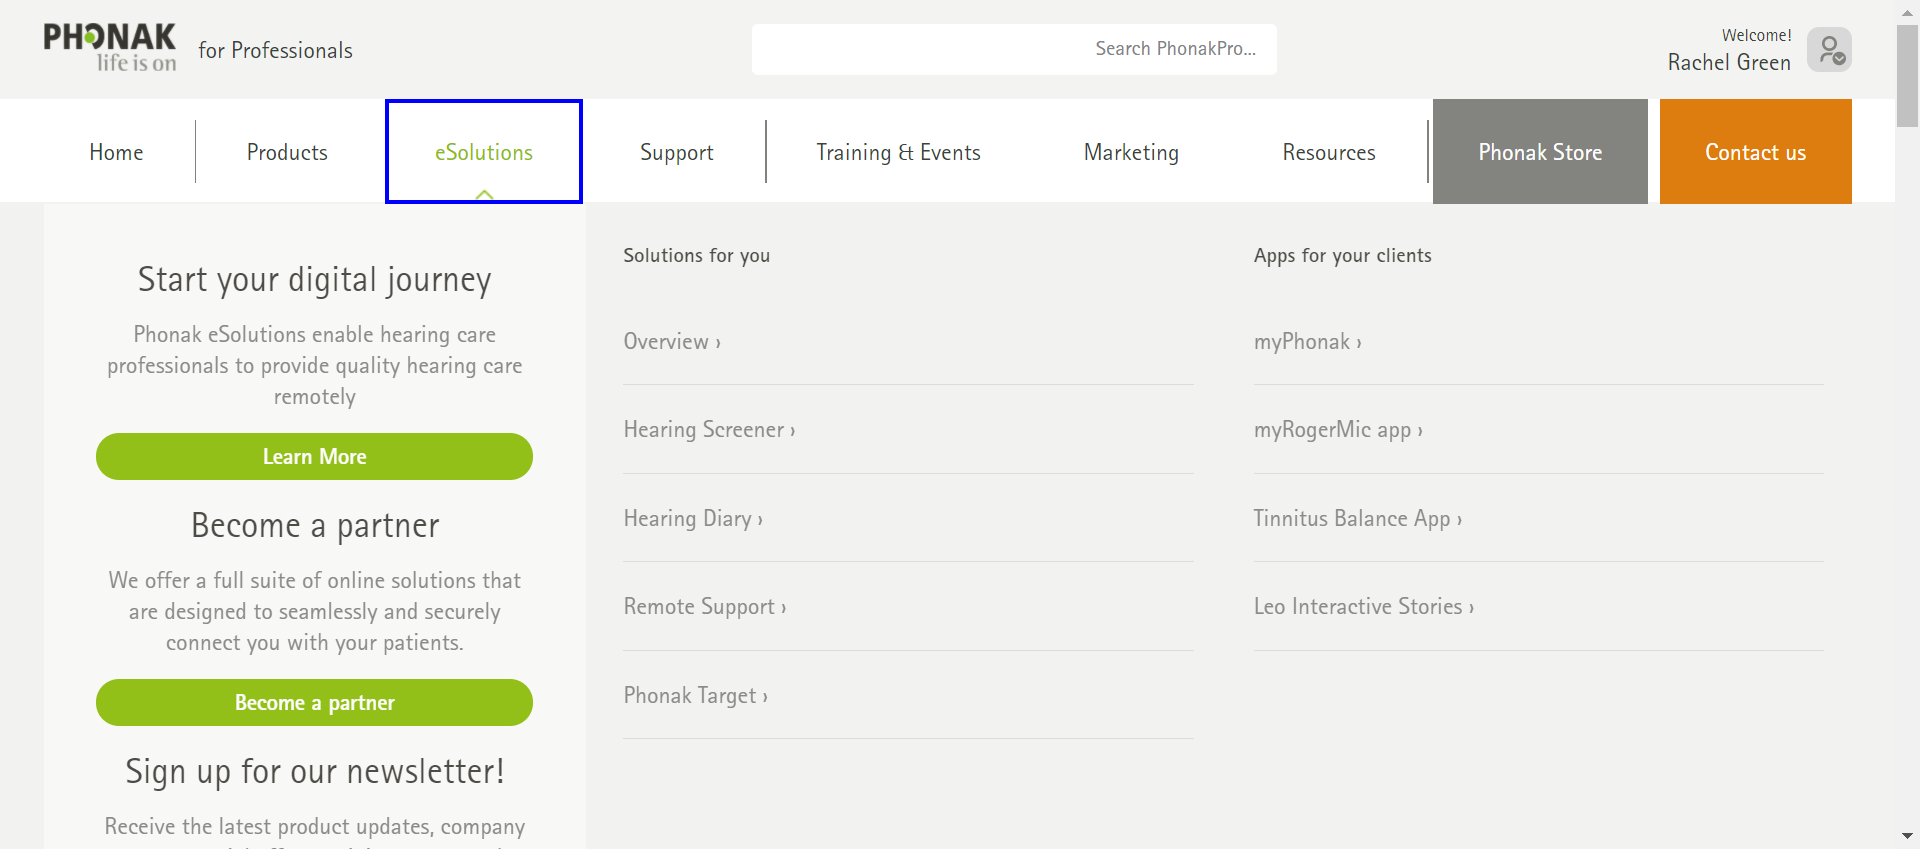 PHONAK
life is on
for Professionals
Search PhonakPro...
Welcome!
Rachel Green
Home
Products
eSolutions
Support
Training & Events
Marketing
Resources
Phonak Store
Contact us
Start your digital journey
Phonak eSolutions enable hearing care
professionals to provide quality hearing care
remotely
Learn More
Become a partner
We offer a full suite of online solutions that
are designed to seamlessly and securely
connect you with your patients.
Become a partner
Sign up for our newsletter!
Receive the latest product updates, company
Solutions for you
Overview ›
Hearing Screener ›
Hearing Diary ›
Remote Support ›
Phonak Target ›
Apps for your clients
myPhonak ›
myRogerMic app ›
Tinnitus Balance App ›
Leo Interactive Stories ›